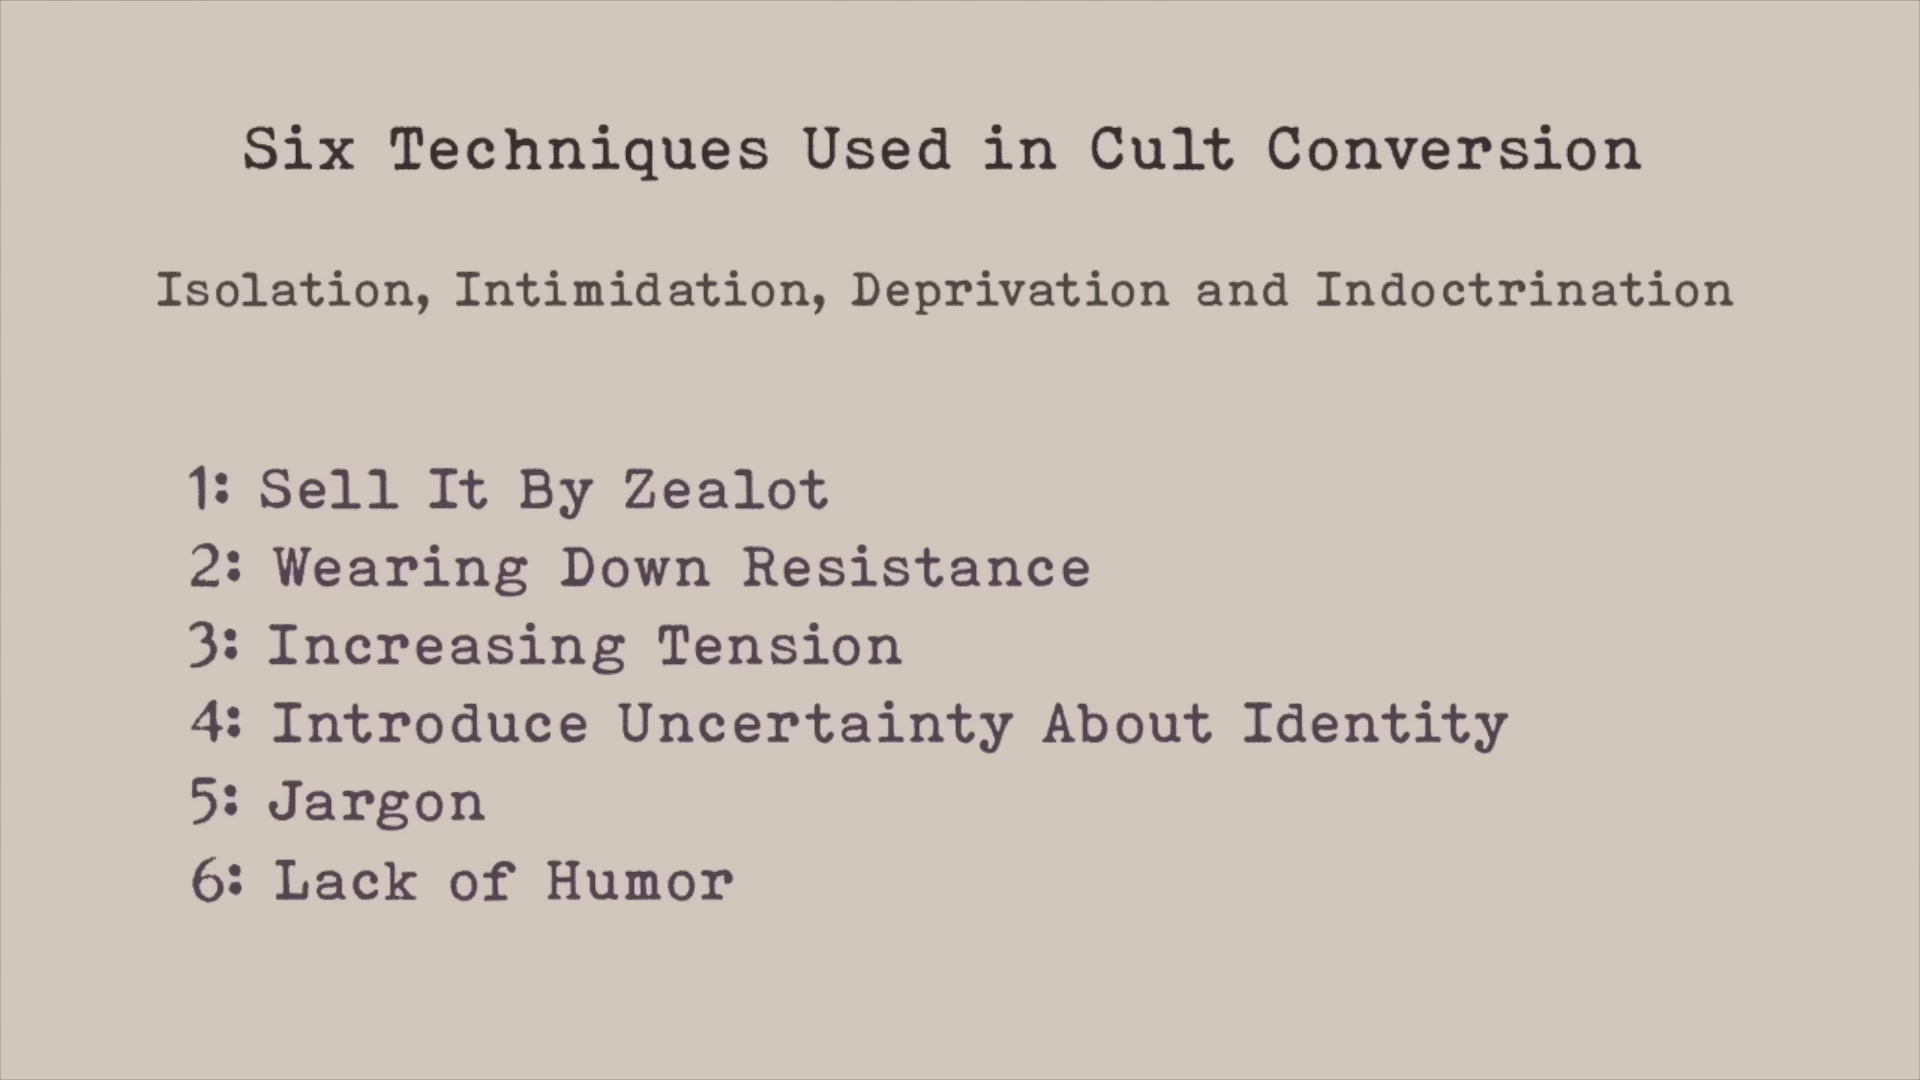 Six Techniques Used in Cult Conversion
Isolation, Intimidation, Deprivation and Indoctrination
1: Sell It By Zealot
2: Wearing Down Resistance
3: Increasing Tension
4: Introduce Uncertainty About Identity
5: Jargon
6: Lack of Humor